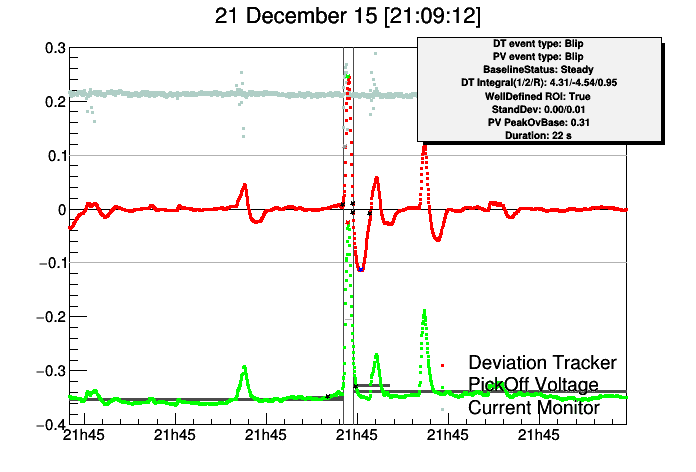 21 December 15 [21:09:12]
DT event type: Blip
PV event type: Blip
BaselineStatus: Steady
DT Integral(1/2/R): 4.31/-4.54/0.95
WellDefined ROI: True
StandDev: 0.00/0.01
PV PeakOvBase: 0.31
Duration: 22 s
0.3
0.2
0.1
0
−0.1
−0.2
−0.3
−0.4
Deviation Tracker
PickOff Voltage
Current Monitor
21h45 21h45 21h45 21h45 21h45 21h45